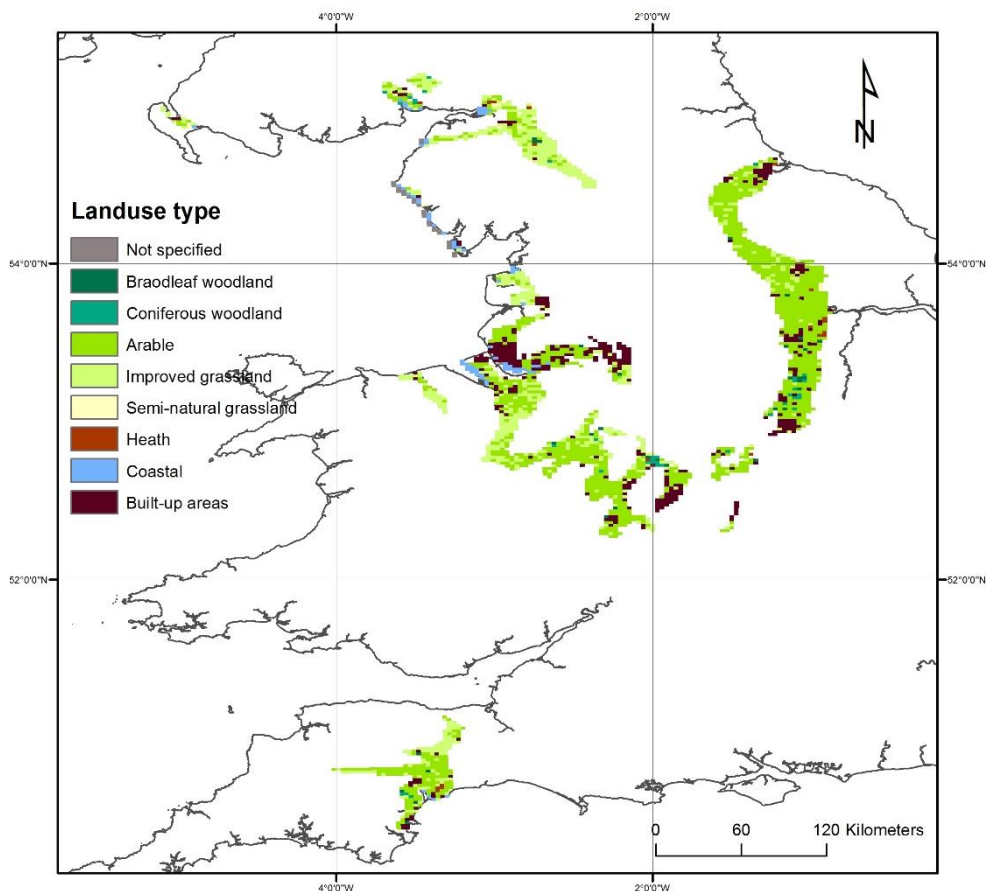 4°0'0"W 2°0'0"W
N
Landuse type
Not specified
Braodleaf woodland
Coniferous woodland
Arable
Improved grassland
Semi-natural grassland
Heath
Coastal
Built-up areas
54°0'0"N 54°0'0"N
52°0'0"N 52°0'0"N
0 60 120 Kilometers
4°0'0"W 2°0'0"W